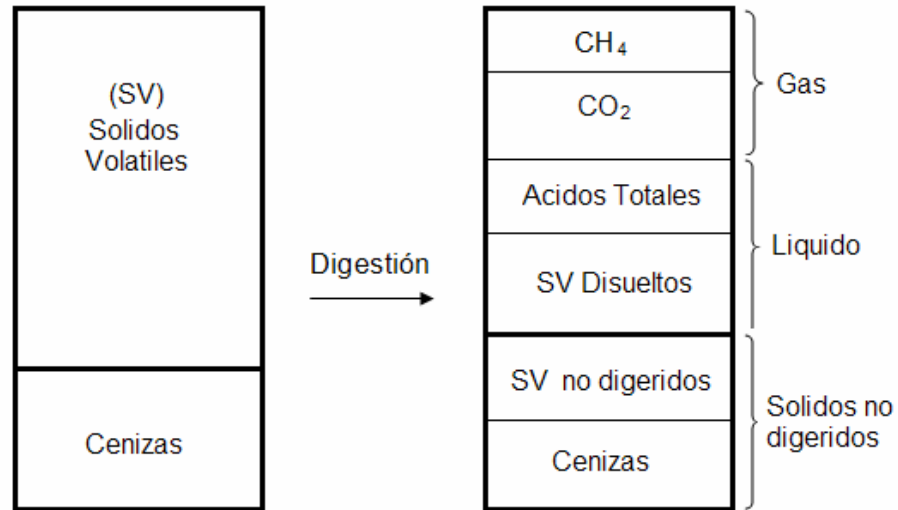 (SV)
Solidos
Volatiles
Cenizas
Digestión
CH₄
CO₂
Acidos Totales
SV Disueltos
SV no digeridos
Cenizas
Gas
Liquido
Solidos no
digeridos